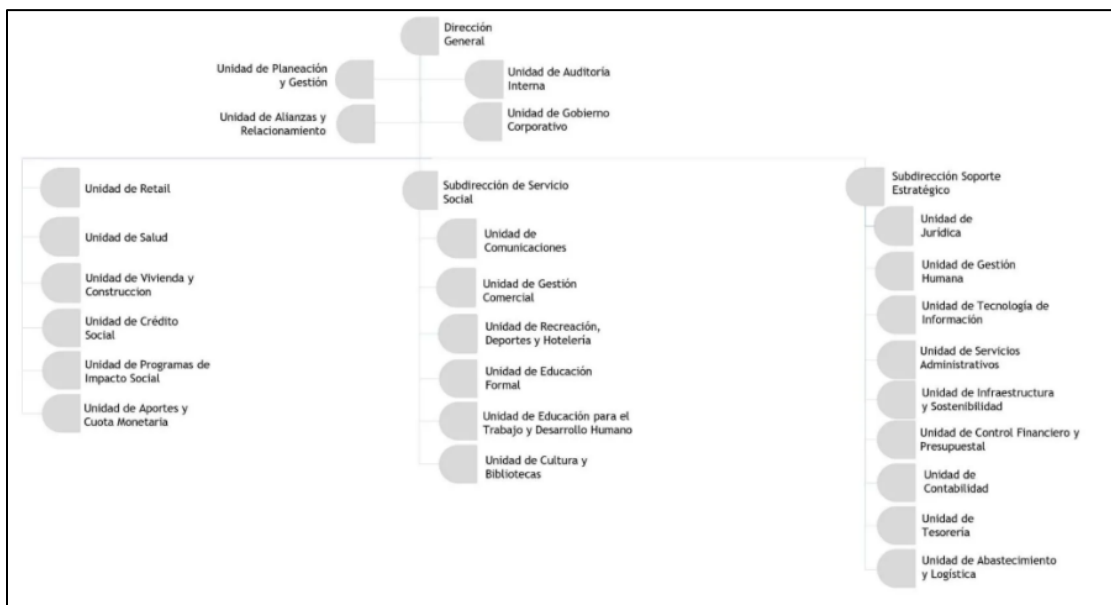 Dirección
General
Unidad de Planeación
y Gestión
Unidad de Auditoría
Interna
Unidad de Alianzas y
Relacionamiento
Unidad de Gobierno
Corporativo
Unidad de Retail
Unidad de Salud
Unidad de Vivienda y
Construccion
Unidad de Crédito
Social
Unidad de Programas de
Impacto Social
Unidad de Aportes y
Cuota Monetaria
Subdirección de Servicio
Social
Unidad de
Comunicaciones
Unidad de Gestión
Comercial
Unidad de Recreación,
Deportes y Hotelería
Unidad de Educación
Formal
Unidad de Educación para el
Trabajo y Desarrollo Humano
Unidad de Cultura y
Bibliotecas
Subdirección Soporte
Estratégico
Unidad de
Jurídica
Unidad de Gestión
Humana
Unidad de Tecnología de
Información
Unidad de Servicios
Administrativos
Unidad de Infraestructura
y Sostenibilidad
Unidad de Control Financiero y
Presupuestal
Unidad de
Contabilidad
Unidad de
Tesorería
Unidad de Abastecimiento
y Logística